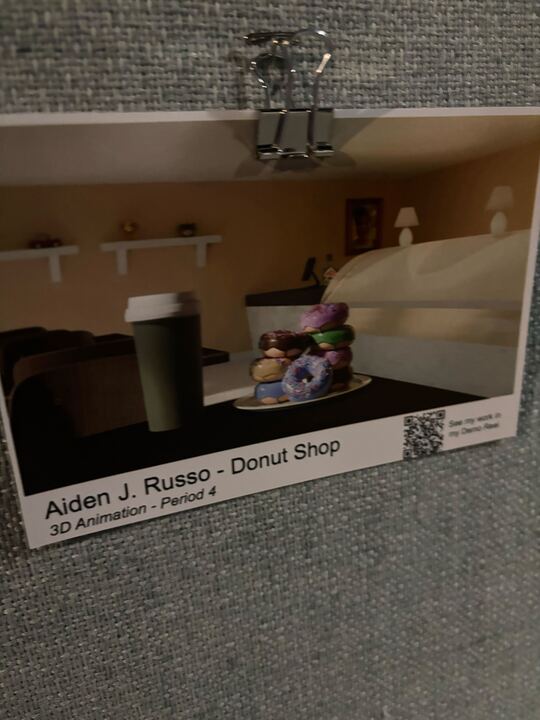 Aiden J. Russo - Donut Shop
3D Animation - Period 4
See my work in
my Demo Reel